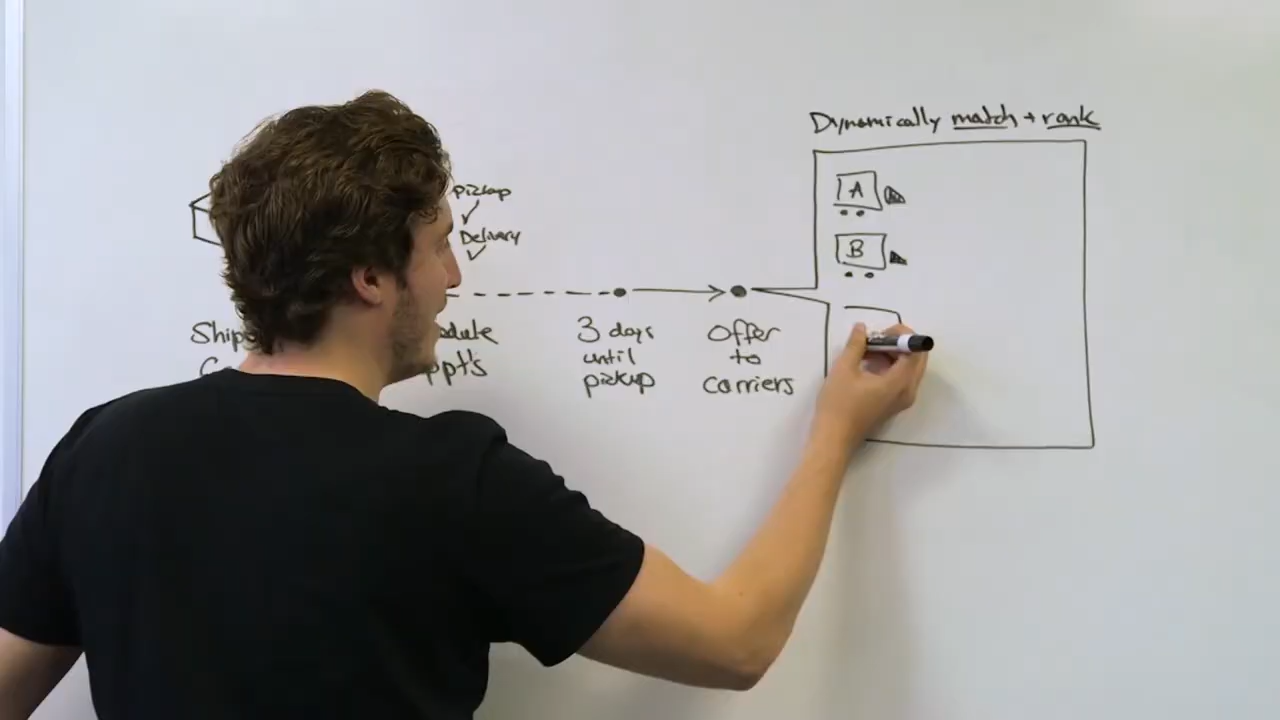 Dynamically match + rank
A
B
pickup
Delivery
3 days
until
pickup
Offer
to
carriers